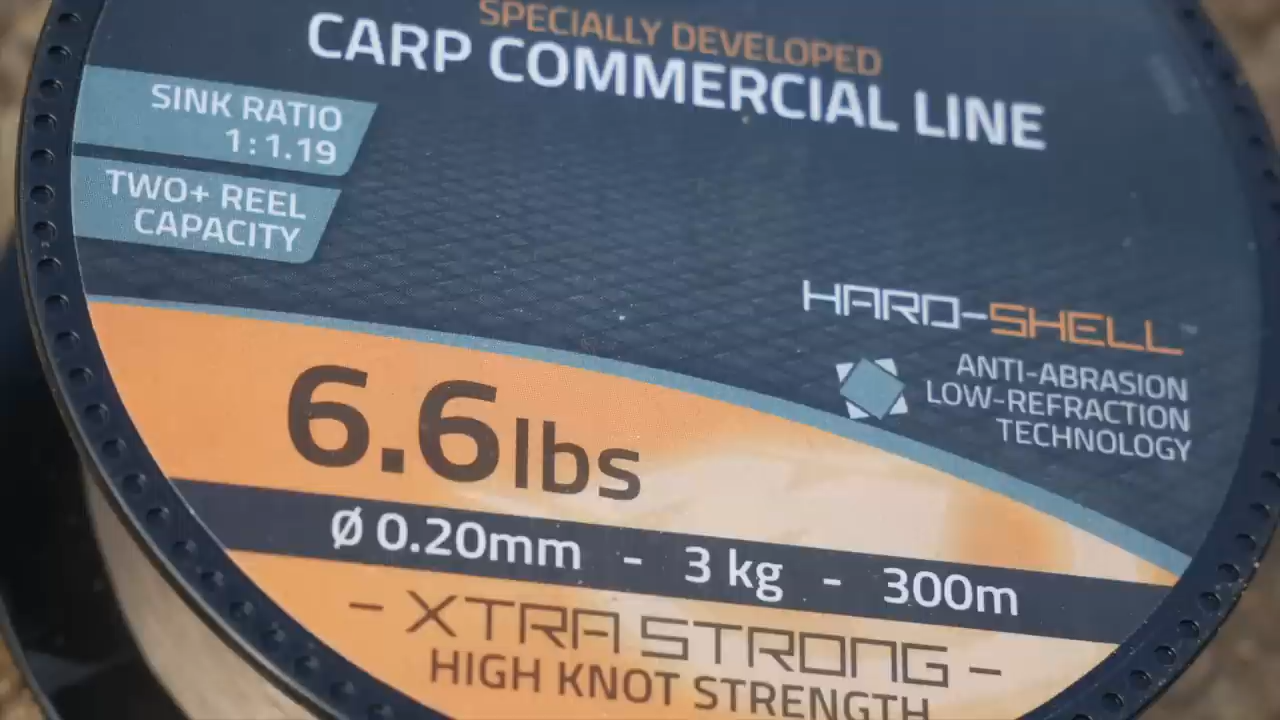 SPECIALLY DEVELOPED
CARP COMMERCIAL LINE
SINK RATIO
1:1.19
TWO+ REEL
CAPACITY
HARD-SHELL
ANTI-ABRASION
LOW-REFRACTION
TECHNOLOGY
6.6lbs
Ø 0.20mm - 3 kg - 300m
- XTRA STRONG -
HIGH KNOT STRENGTH